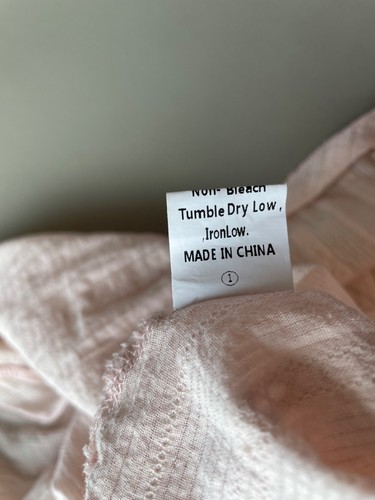 Non- Bleach
Tumble Dry Low ,
,IronLow.
MADE IN CHINA
1